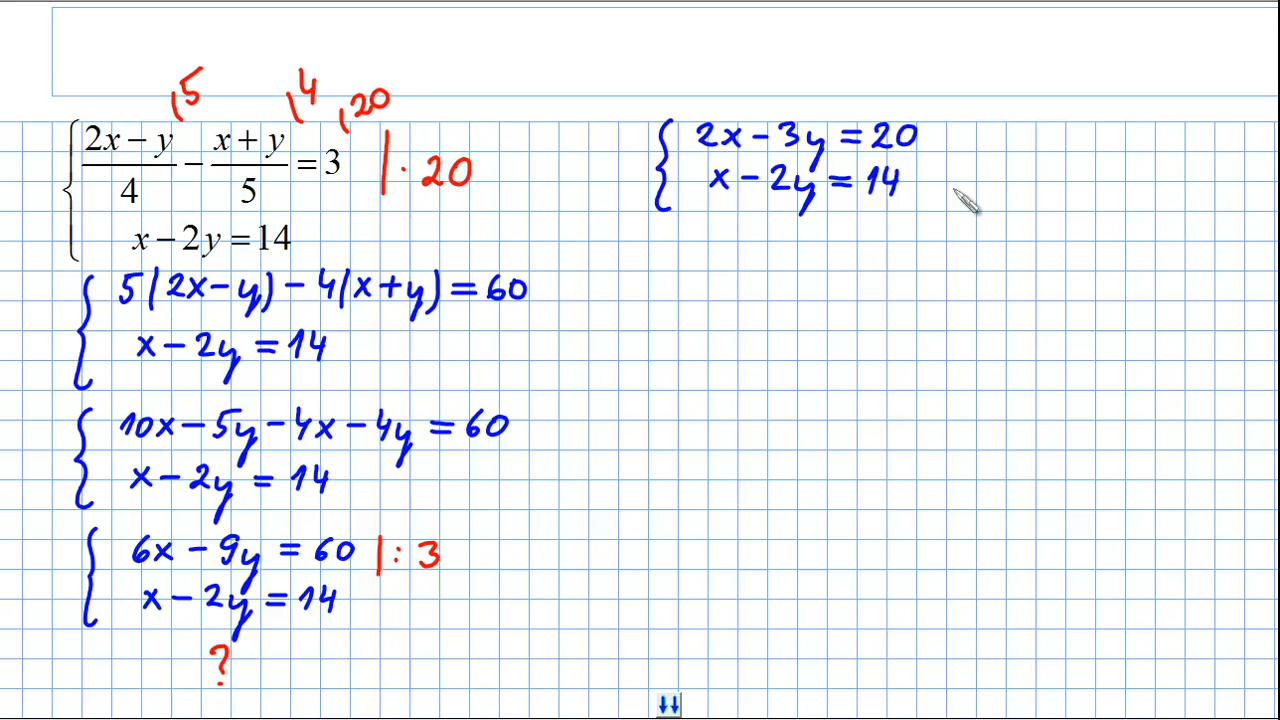 5 4 20
2x − y / 4 − x + y / 5 = 3 | · 20
x − 2y = 14
5(2x − y) − 4(x + y) = 60
x − 2y = 14
10x − 5y − 4x − 4y = 60
x − 2y = 14
6x − 9y = 60 | : 3
x − 2y = 14
?
2x − 3y = 20
x − 2y = 14